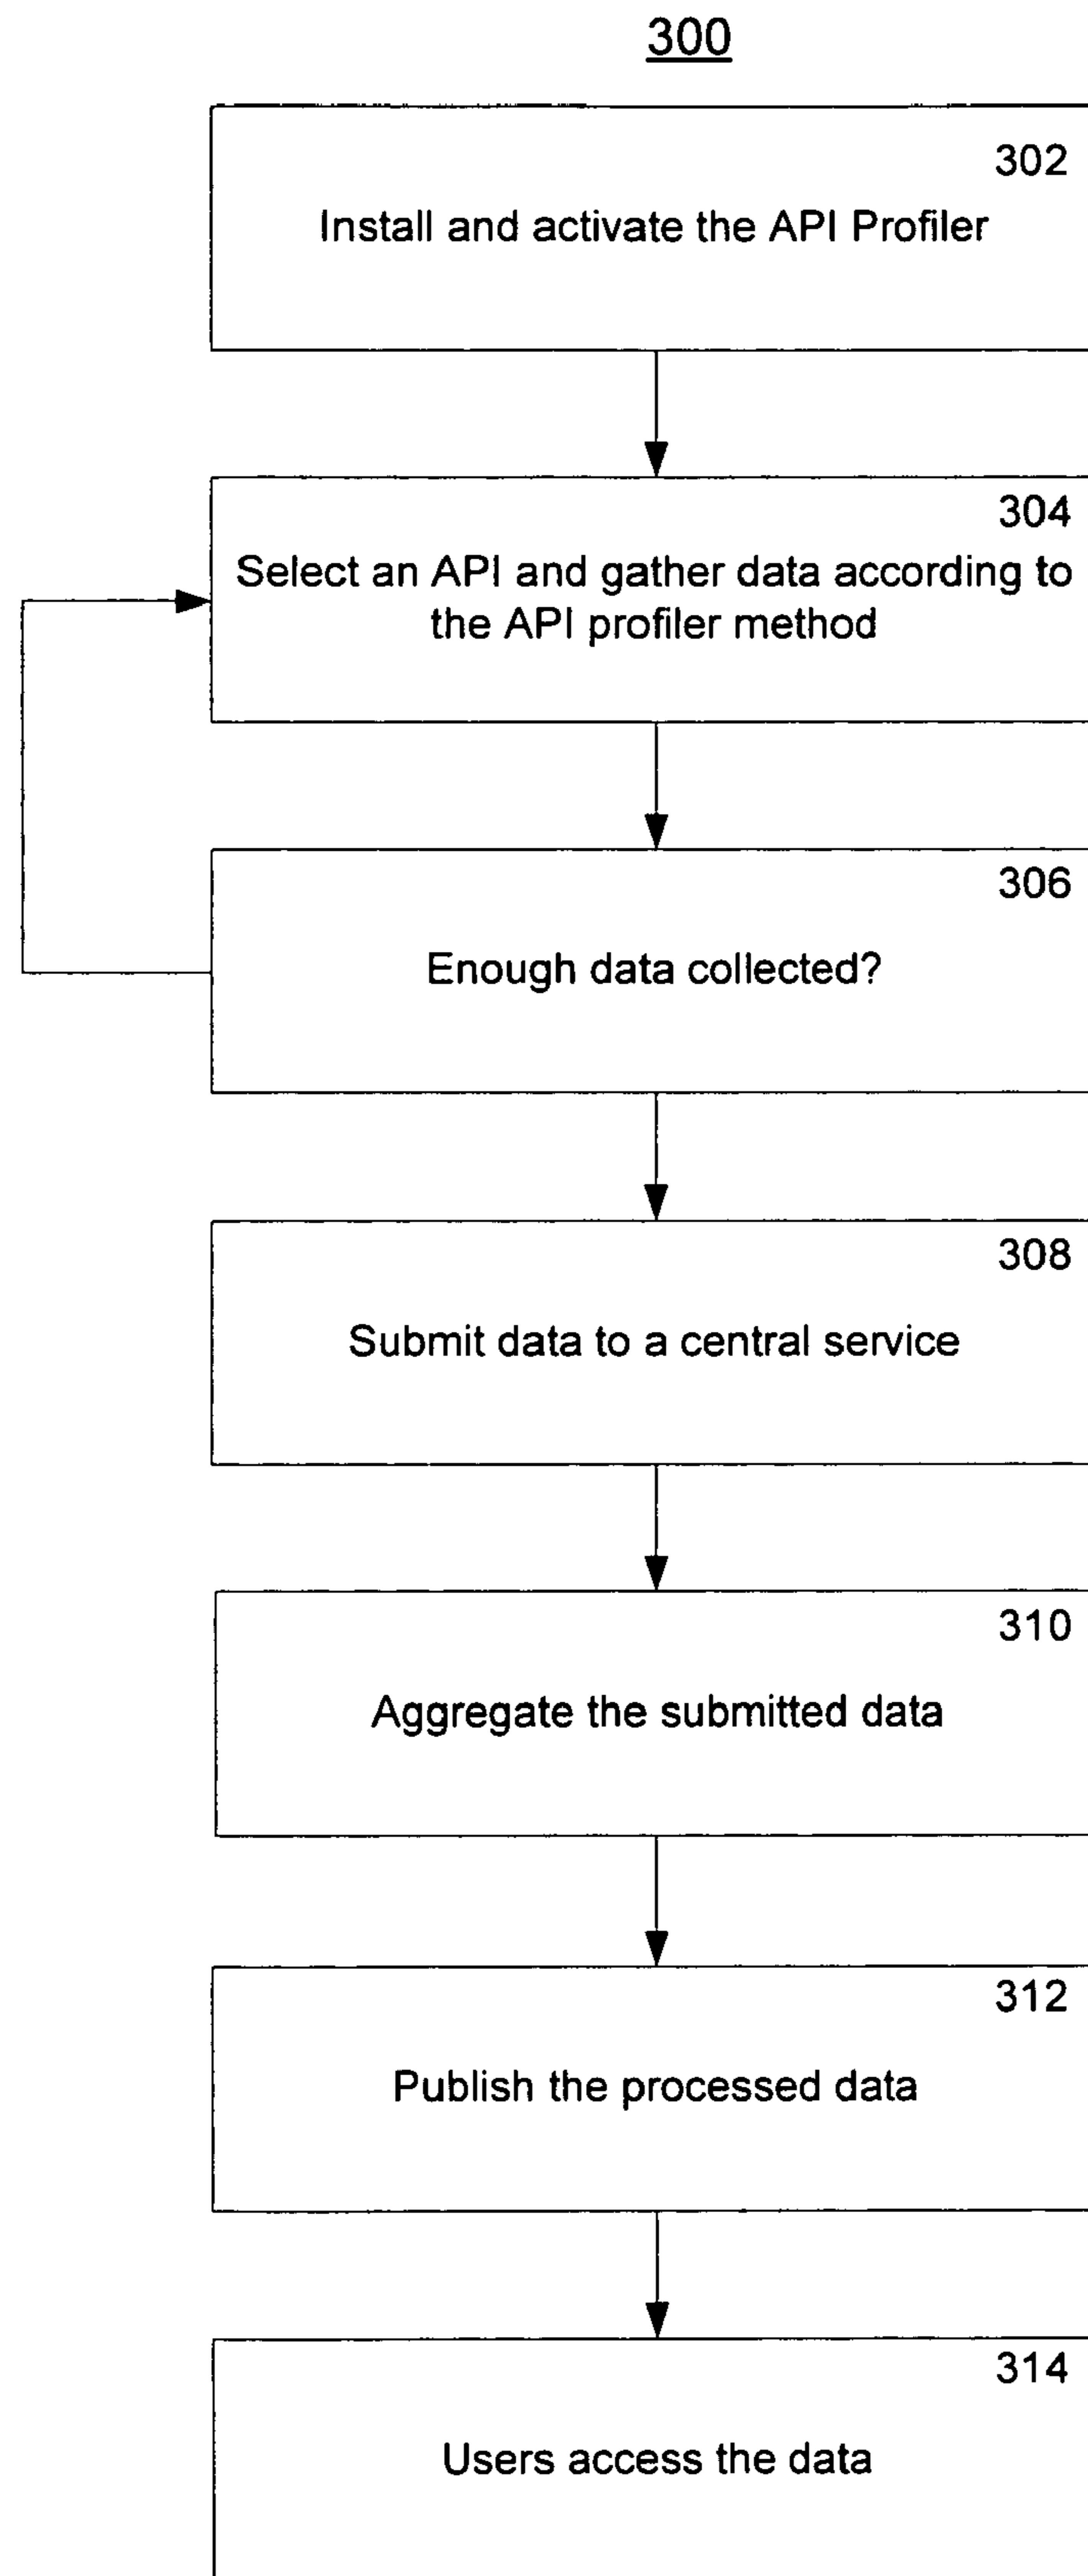 300
302
Install and activate the API Profiler
304
Select an API and gather data according to
the API profiler method
306
Enough data collected?
308
Submit data to a central service
310
Aggregate the submitted data
312
Publish the processed data
314
Users access the data